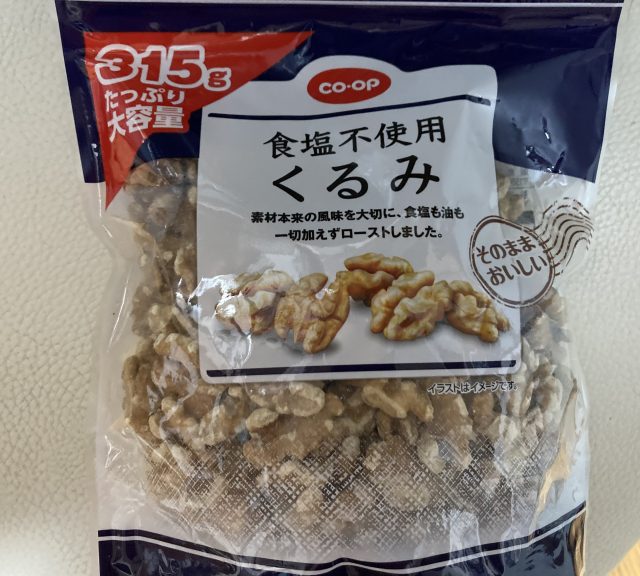 315g
たっぷり
大容量
CO·OP
食塩不使用
くるみ
素材本来の風味を大切に、食塩も油も
一切加えずローストしました。
そのまま
おいしい
イラストはイメージです。